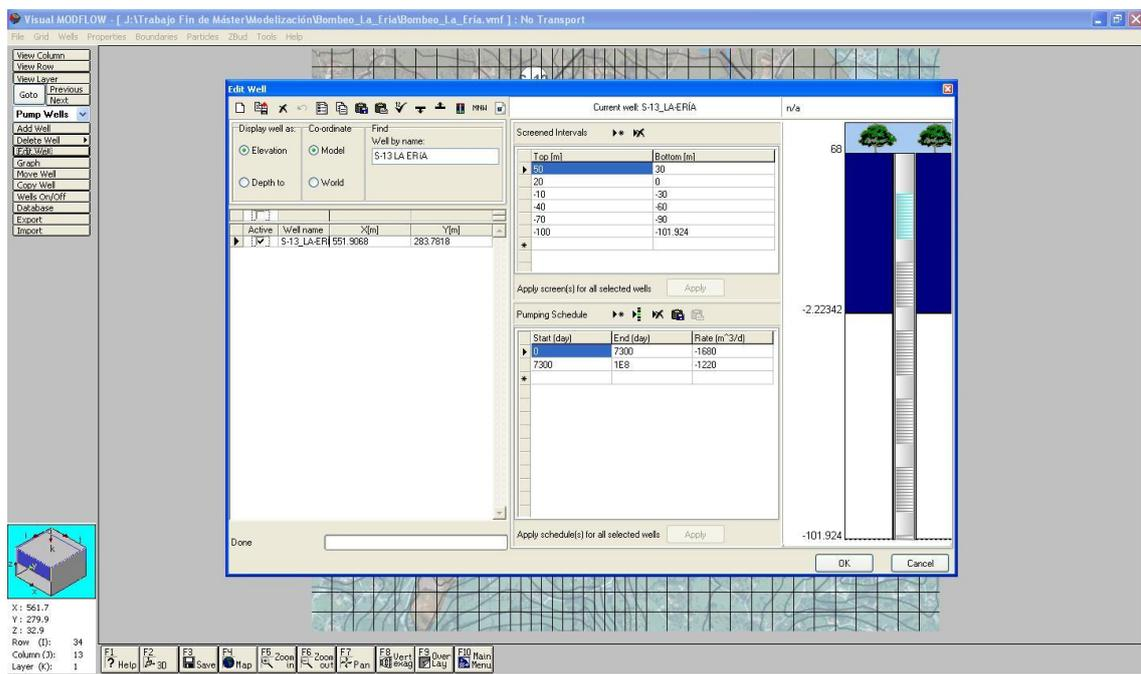 Visual MODFLOW - [ J:\Trabajo Fin de Máster\Modelización\Bombeo_La_Ería\Bombeo_La_Ería.vmf ] : No Transport
File Grid Wells Properties Boundaries Particles ZBud Tools Help
View Column
View Row
View Layer
Goto Previous
Next
Pump Wells
Add Well
Delete Well
Edit Well
Graph
Move Well
Copy Well
Wells On/Off
Database
Export
Import
Edit Well
MNW
Current well: S-13_LA-ERÍA
n/a
Display well as:
Elevation
Depth to
Co-ordinate
Model
World
Find
Well by name:
S-13 LA ERÍA
Active Well name X[m] Y[m]
S-13_LA-ERI 551.9068 283.7818
Done
Screened Intervals
Top [m] Bottom [m]
50 30
20 0
-10 -30
-40 -60
-70 -90
-100 -101.924
Apply screen(s) for all selected wells Apply
Pumping Schedule
Start [day] End [day] Rate [m^3/d]
0 7300 -1680
7300 1E8 -1220
Apply schedule(s) for all selected wells Apply
68
-2.22342
-101.924
OK Cancel
X : 561.7
Y : 279.9
Z : 32.9
Row (I): 34
Column (J): 13
Layer (K): 1
F1 ? Help
F2 3D
F3 Save
F4 Map
F5 Zoom in
F6 Zoom out
F7 Pan
F8 Vert exag
F9 Over Lay
F10 Main Menu